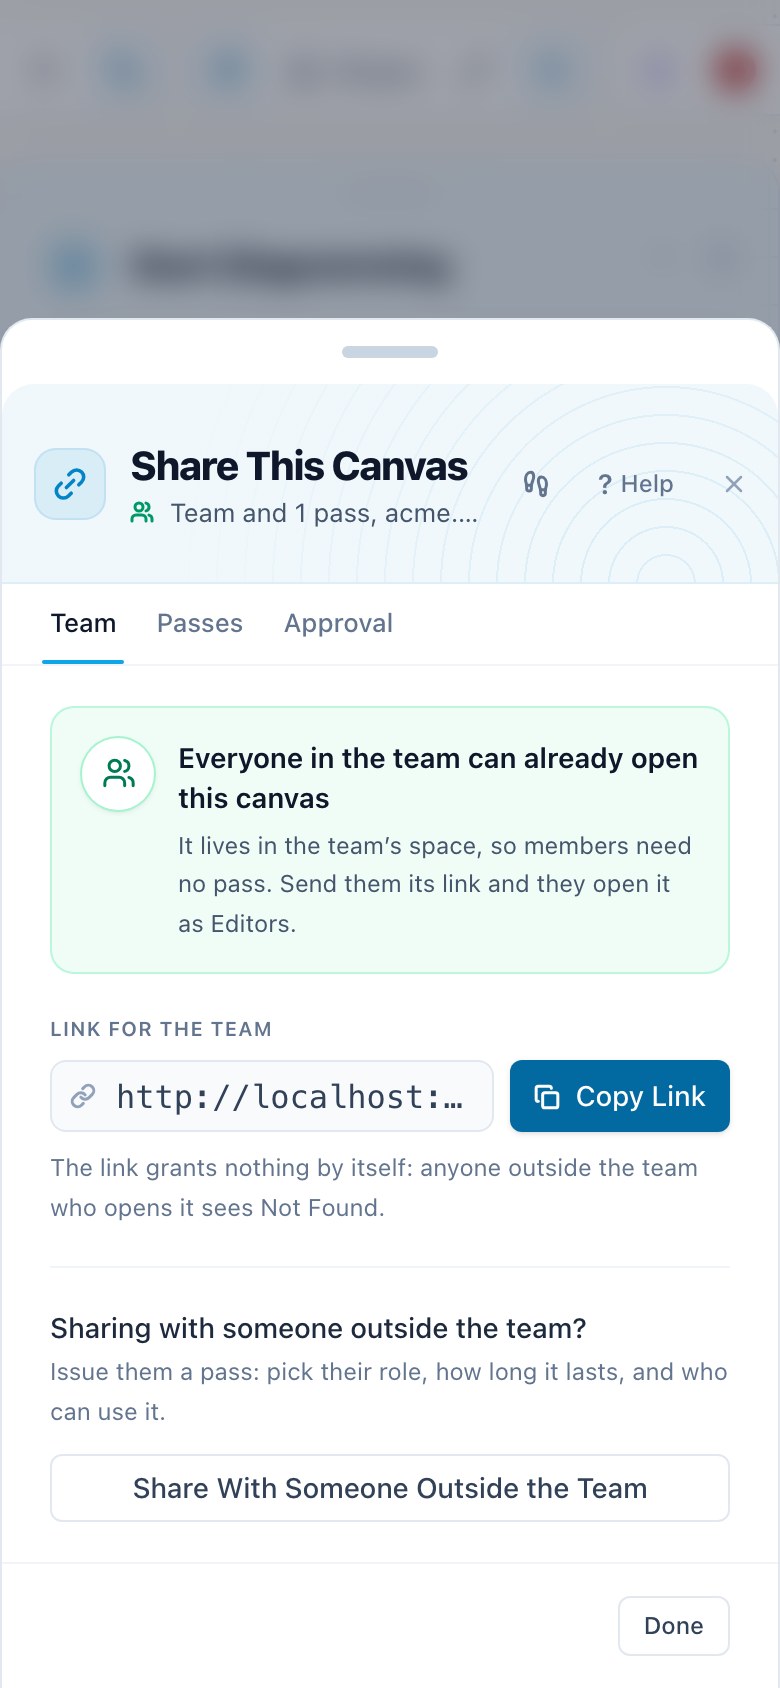 Share This Canvas
Team and 1 pass, acme....
? Help
Team
Passes
Approval
Everyone in the team can already open
this canvas
It lives in the team’s space, so members need
no pass. Send them its link and they open it
as Editors.
LINK FOR THE TEAM
http://localhost:…
Copy Link
The link grants nothing by itself: anyone outside the team
who opens it sees Not Found.
Sharing with someone outside the team?
Issue them a pass: pick their role, how long it lasts, and who
can use it.
Share With Someone Outside the Team
Done